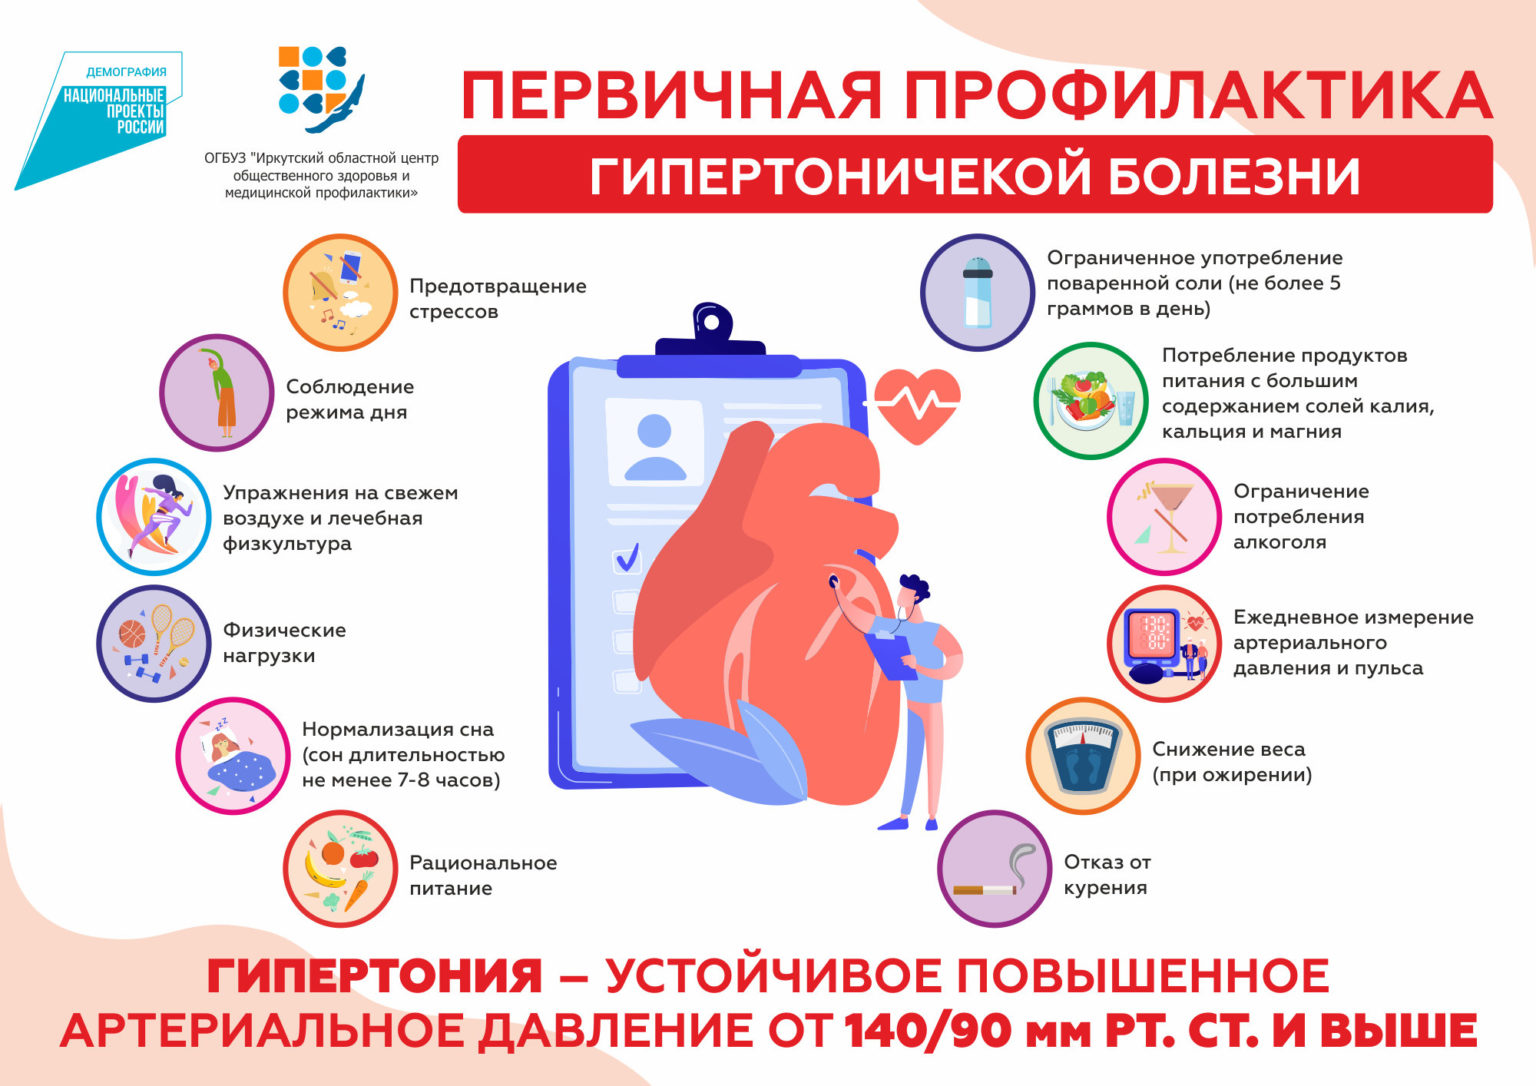 ДЕМОГРАФИЯ
НАЦИОНАЛЬНЫЕ
ПРОЕКТЫ
РОССИИ
ОГБУЗ "Иркутский областной центр
общественного здоровья и
медицинской профилактики»
ПЕРВИЧНАЯ ПРОФИЛАКТИКА
ГИПЕРТОНИЧЕКОЙ БОЛЕЗНИ
Предотвращение
стрессов
Соблюдение
режима дня
Упражнения на свежем
воздухе и лечебная
физкультура
Физические
нагрузки
zzz
Нормализация сна
(сон длительностью
не менее 7-8 часов)
Рациональное
питание
Ограниченное употребление
поваренной соли (не более 5
граммов в день)
Потребление продуктов
питания с большим
содержанием солей калия,
кальция и магния
Ограничение
потребления
алкоголя
130
80
Ежедневное измерение
артериального
давления и пульса
Снижение веса
(при ожирении)
Отказ от
курения
ГИПЕРТОНИЯ – УСТОЙЧИВОЕ ПОВЫШЕННОЕ
АРТЕРИАЛЬНОЕ ДАВЛЕНИЕ ОТ 140/90 мм РТ. СТ. И ВЫШЕ